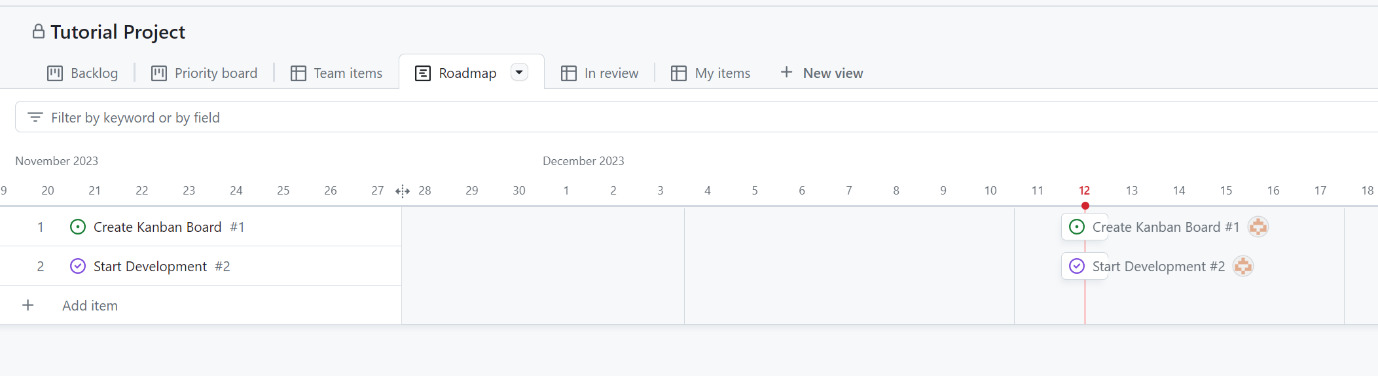 Tutorial Project
Backlog Priority board Team items Roadmap In review My items + New view
Filter by keyword or by field
November 2023 December 2023
9 20 21 22 23 24 25 26 27 28 29 30 1 2 3 4 5 6 7 8 9 10 11 12 13 14 15 16 17 18
1 Create Kanban Board #1 Create Kanban Board #1
2 Start Development #2 Start Development #2
+ Add item